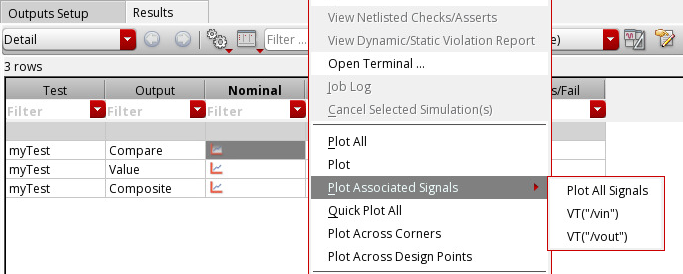 Outputs Setup
Results
Detail
Filter ...
e)
3 rows
Test
Output
Nominal
s/Fail
Filter
Filter
Filter
myTest
Compare
myTest
Value
myTest
Composite
View Netlisted Checks/Asserts
View Dynamic/Static Violation Report
Open Terminal ...
Job Log
Cancel Selected Simulation(s)
Plot All
Plot
Plot Associated Signals
Quick Plot All
Plot Across Corners
Plot Across Design Points
Plot All Signals
VT("/vin")
VT("/vout")